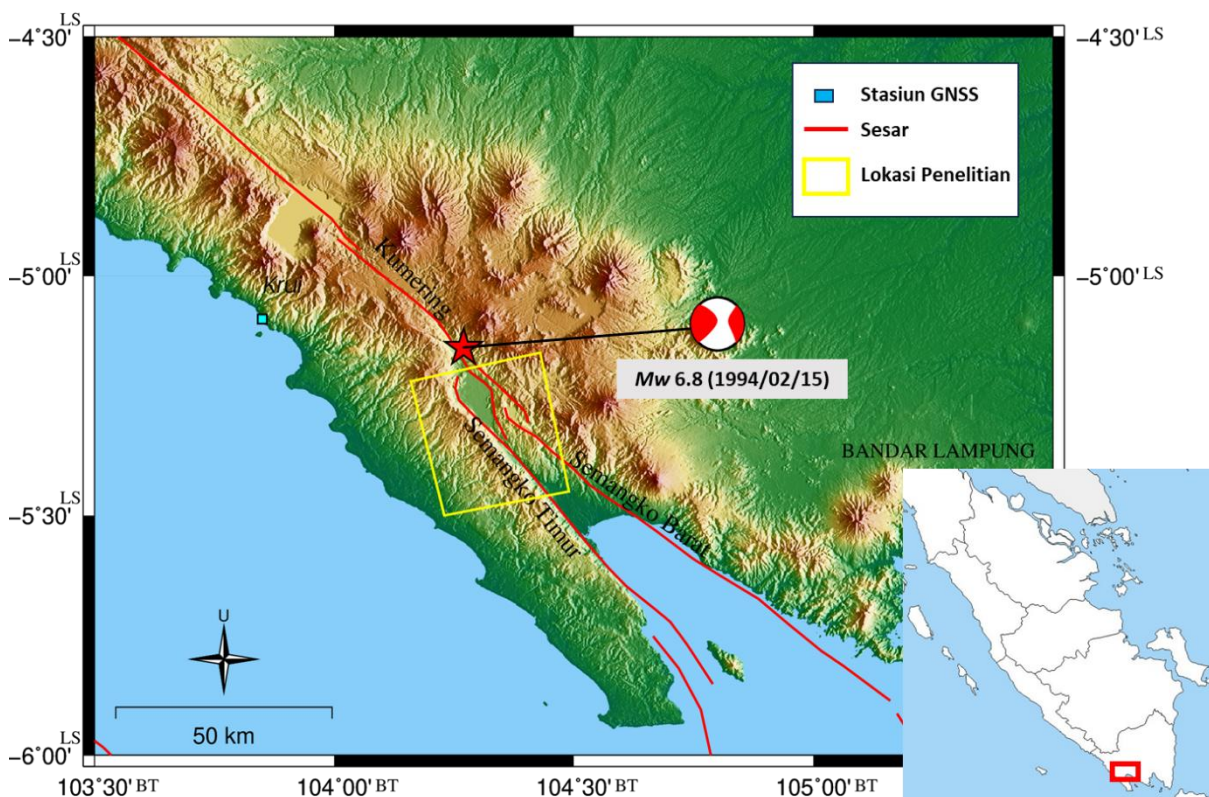 LS
−4°30'
−4°30' LS
Stasiun GNSS
Sesar
Lokasi Penelitian
LS
−5°00'
−5°00' LS
Kumering
Krui
Mw 6.8 (1994/02/15)
Semangko Timur
Semangko Barat
BANDAR LAMPUNG
LS
−5°30'
U
50 km
LS
−6°00'
103°30' BT
104°00' BT
104°30' BT
105°00' BT